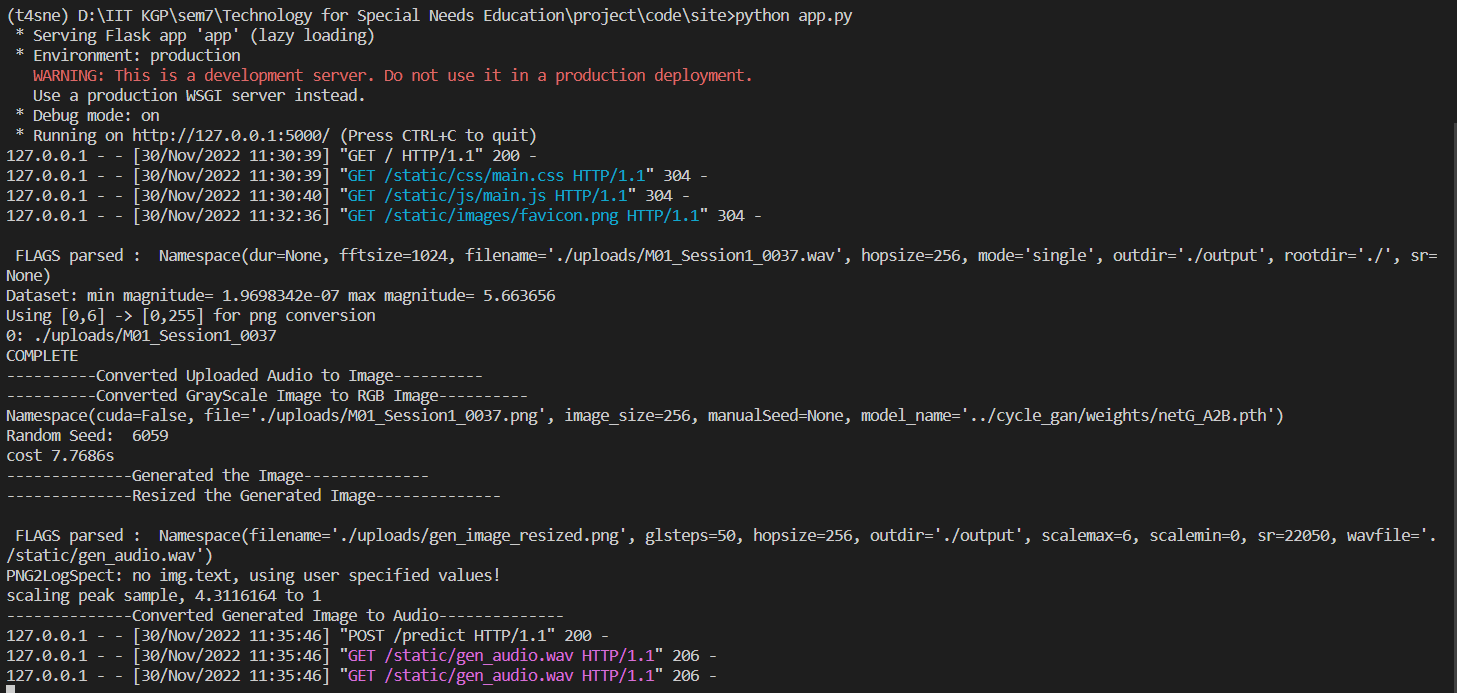 (t4sne) D:\IIT KGP\sem7\Technology for Special Needs Education\project\code\site>python app.py
 * Serving Flask app 'app' (lazy loading)
 * Environment: production
   WARNING: This is a development server. Do not use it in a production deployment.
   Use a production WSGI server instead.
 * Debug mode: on
 * Running on http://127.0.0.1:5000/ (Press CTRL+C to quit)
127.0.0.1 - - [30/Nov/2022 11:30:39] "GET / HTTP/1.1" 200 -
127.0.0.1 - - [30/Nov/2022 11:30:39] "GET /static/css/main.css HTTP/1.1" 304 -
127.0.0.1 - - [30/Nov/2022 11:30:40] "GET /static/js/main.js HTTP/1.1" 304 -
127.0.0.1 - - [30/Nov/2022 11:32:36] "GET /static/images/favicon.png HTTP/1.1" 304 -
 FLAGS parsed :  Namespace(dur=None, fftsize=1024, filename='./uploads/M01_Session1_0037.wav', hopsize=256, mode='single', outdir='./output', rootdir='./', sr=
None)
Dataset: min magnitude= 1.9698342e-07 max magnitude= 5.663656
Using [0,6] -> [0,255] for png conversion
0: ./uploads/M01_Session1_0037
COMPLETE
----------Converted Uploaded Audio to Image----------
----------Converted GrayScale Image to RGB Image----------
Namespace(cuda=False, file='./uploads/M01_Session1_0037.png', image_size=256, manualSeed=None, model_name='../cycle_gan/weights/netG_A2B.pth')
Random Seed:  6059
cost 7.7686s
--------------Generated the Image--------------
--------------Resized the Generated Image--------------
 FLAGS parsed :  Namespace(filename='./uploads/gen_image_resized.png', glsteps=50, hopsize=256, outdir='./output', scalemax=6, scalemin=0, sr=22050, wavfile='.
/static/gen_audio.wav')
PNG2LogSpect: no img.text, using user specified values!
scaling peak sample, 4.3116164 to 1
--------------Converted Generated Image to Audio--------------
127.0.0.1 - - [30/Nov/2022 11:35:46] "POST /predict HTTP/1.1" 200 -
127.0.0.1 - - [30/Nov/2022 11:35:46] "GET /static/gen_audio.wav HTTP/1.1" 206 -
127.0.0.1 - - [30/Nov/2022 11:35:46] "GET /static/gen_audio.wav HTTP/1.1" 206 -